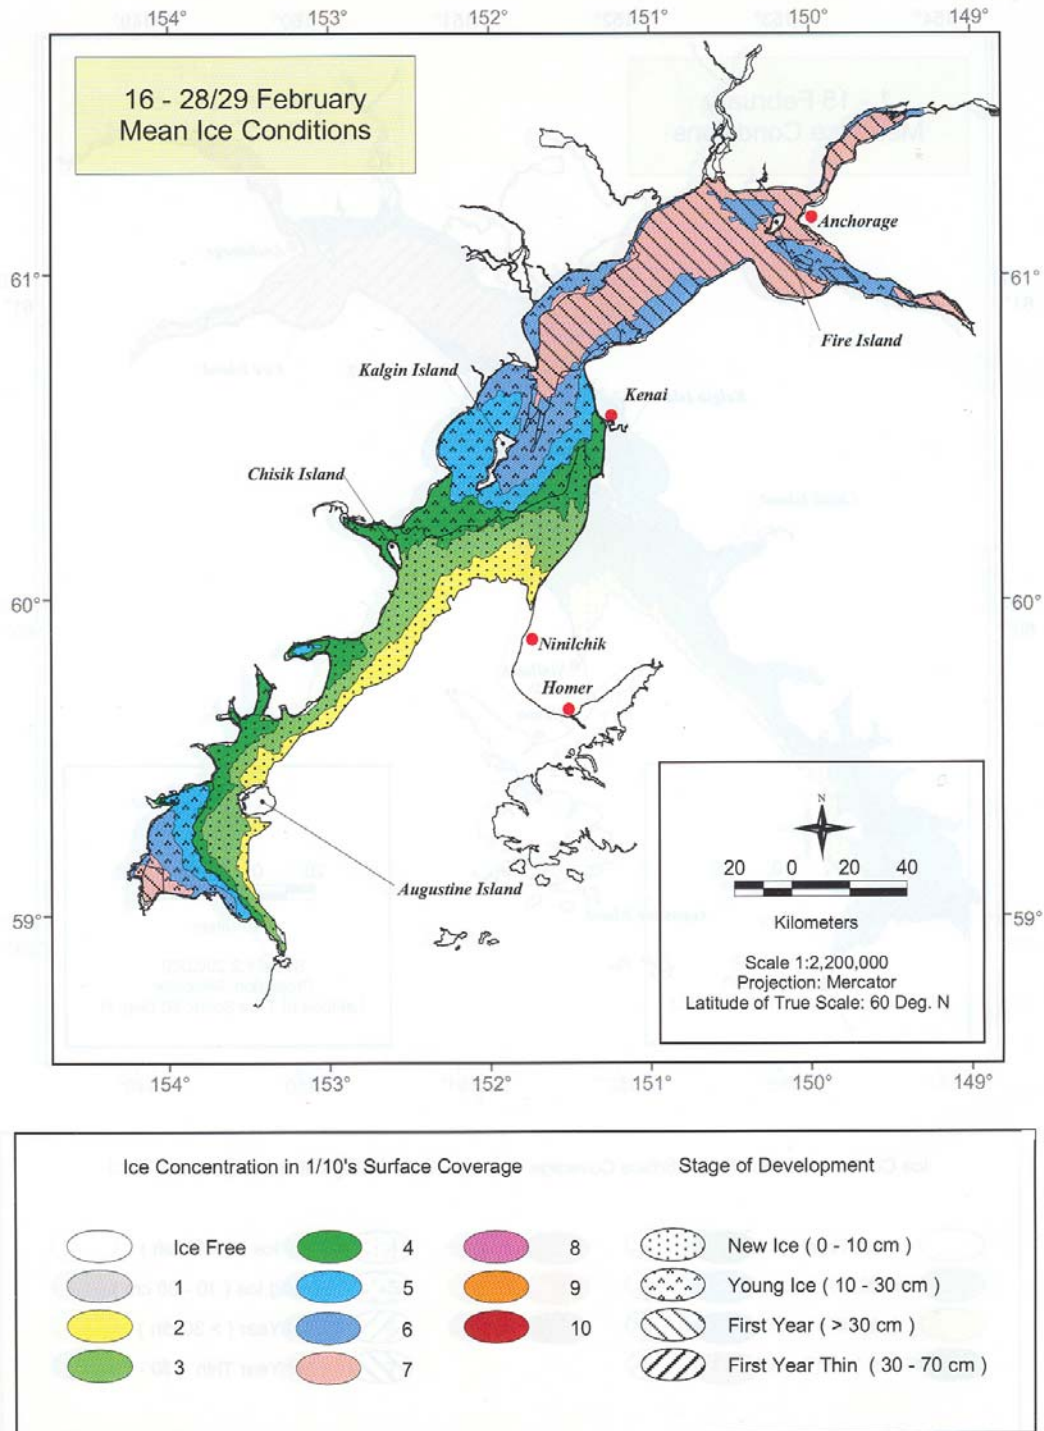 154° 153° 152° 151° 150° 149°
16 - 28/29 February
Mean Ice Conditions
Anchorage
61° 61°
Fire Island
Kalgin Island
Kenai
Chisik Island
60° 60°
Ninilchik
Homer
N
20 0 20 40
Kilometers
Augustine Island
59° 59°
Scale 1:2,200,000
Projection: Mercator
Latitude of True Scale: 60 Deg. N
154° 153° 152° 151° 150° 149°
Ice Concentration in 1/10's Surface Coverage
Stage of Development
Ice Free 4 8 New Ice ( 0 - 10 cm )
5 9 Young Ice ( 10 - 30 cm )
2 6 10 First Year ( > 30 cm )
3 7 First Year Thin ( 30 - 70 cm )